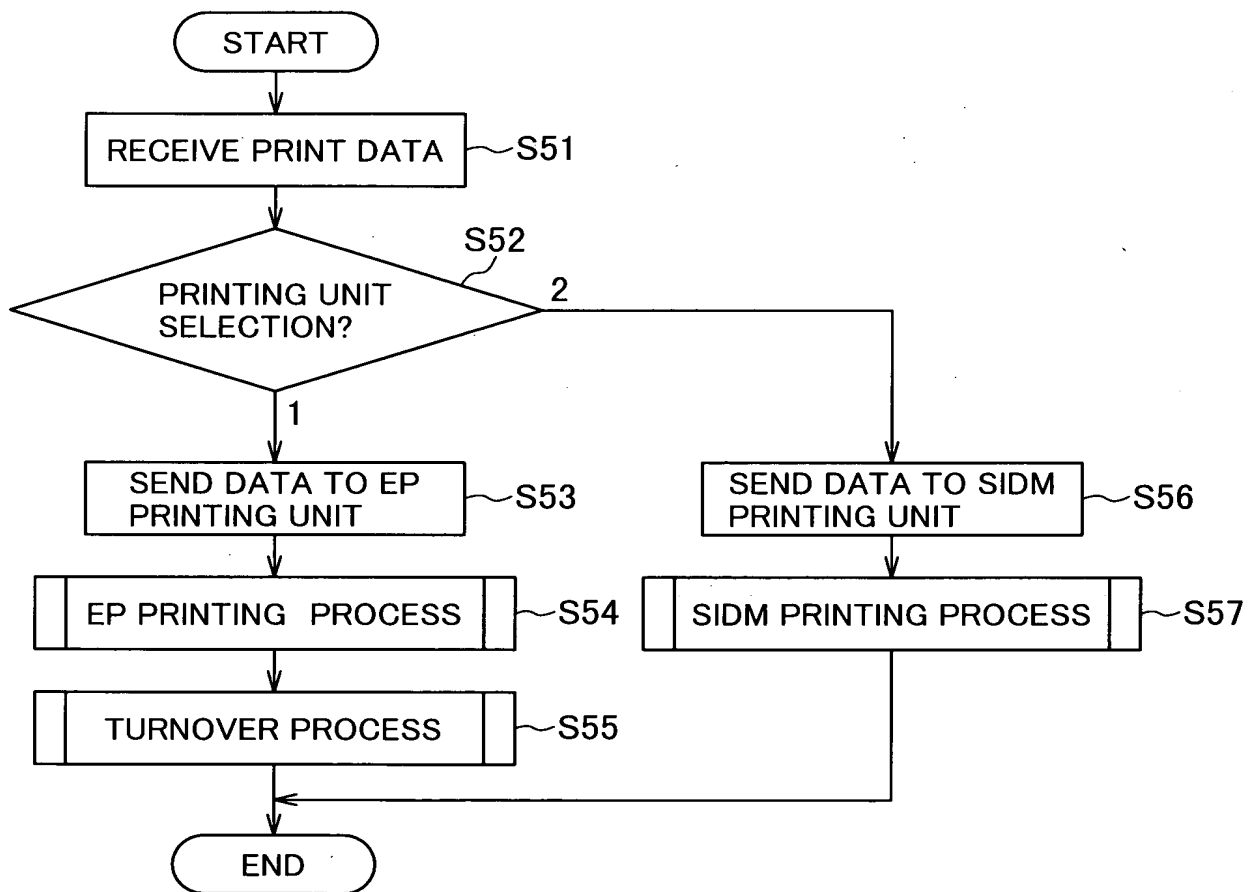 START
RECEIVE PRINT DATA
S51
S52
PRINTING UNIT
SELECTION?
2
1
SEND DATA TO EP
PRINTING UNIT
S53
SEND DATA TO SIDM
PRINTING UNIT
S56
EP PRINTING PROCESS
S54
SIDM PRINTING PROCESS
S57
TURNOVER PROCESS
S55
END